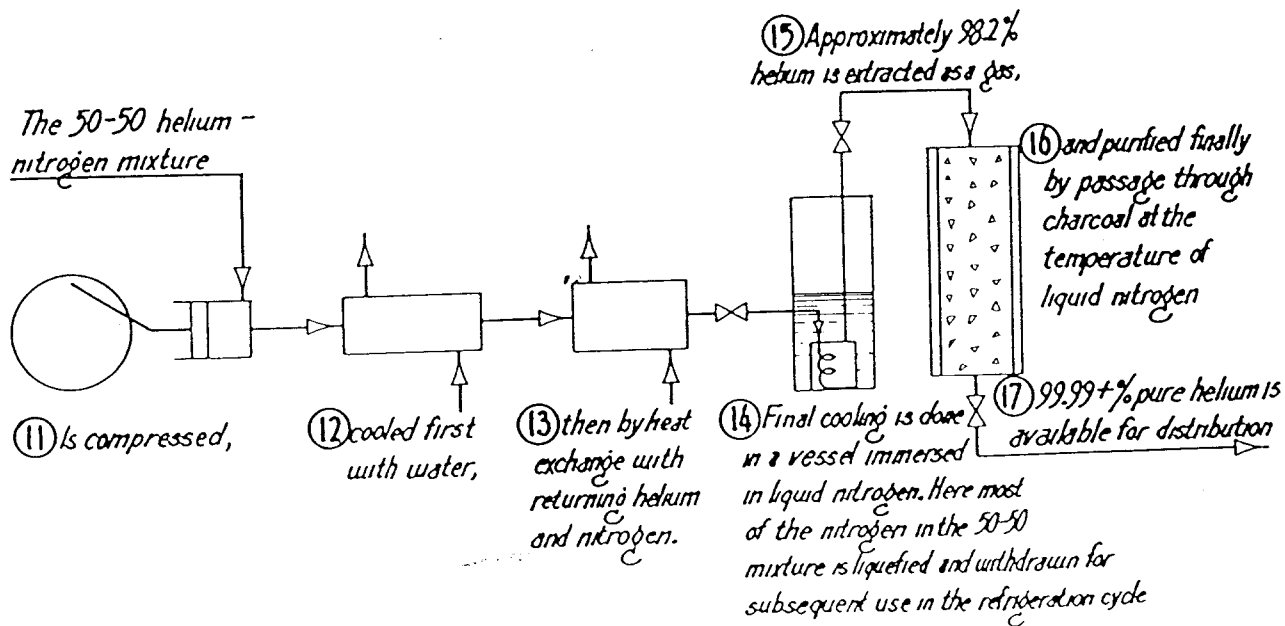 The 50-50 helium -
nitrogen mixture
11 Is compressed,
12 cooled first
with water,
13 then by heat
exchange with
returning helium
and nitrogen.
14 Final cooling is done
in a vessel immersed
in liquid nitrogen. Here most
of the nitrogen in the 50-50
mixture is liquefied and withdrawn for
subsequent use in the refrigeration cycle
15 Approximately 98.2%
helium is extracted as a gas,
16 and purified finally
by passage through
charcoal at the
temperature of
liquid nitrogen
17 99.99+% pure helium is
available for distribution